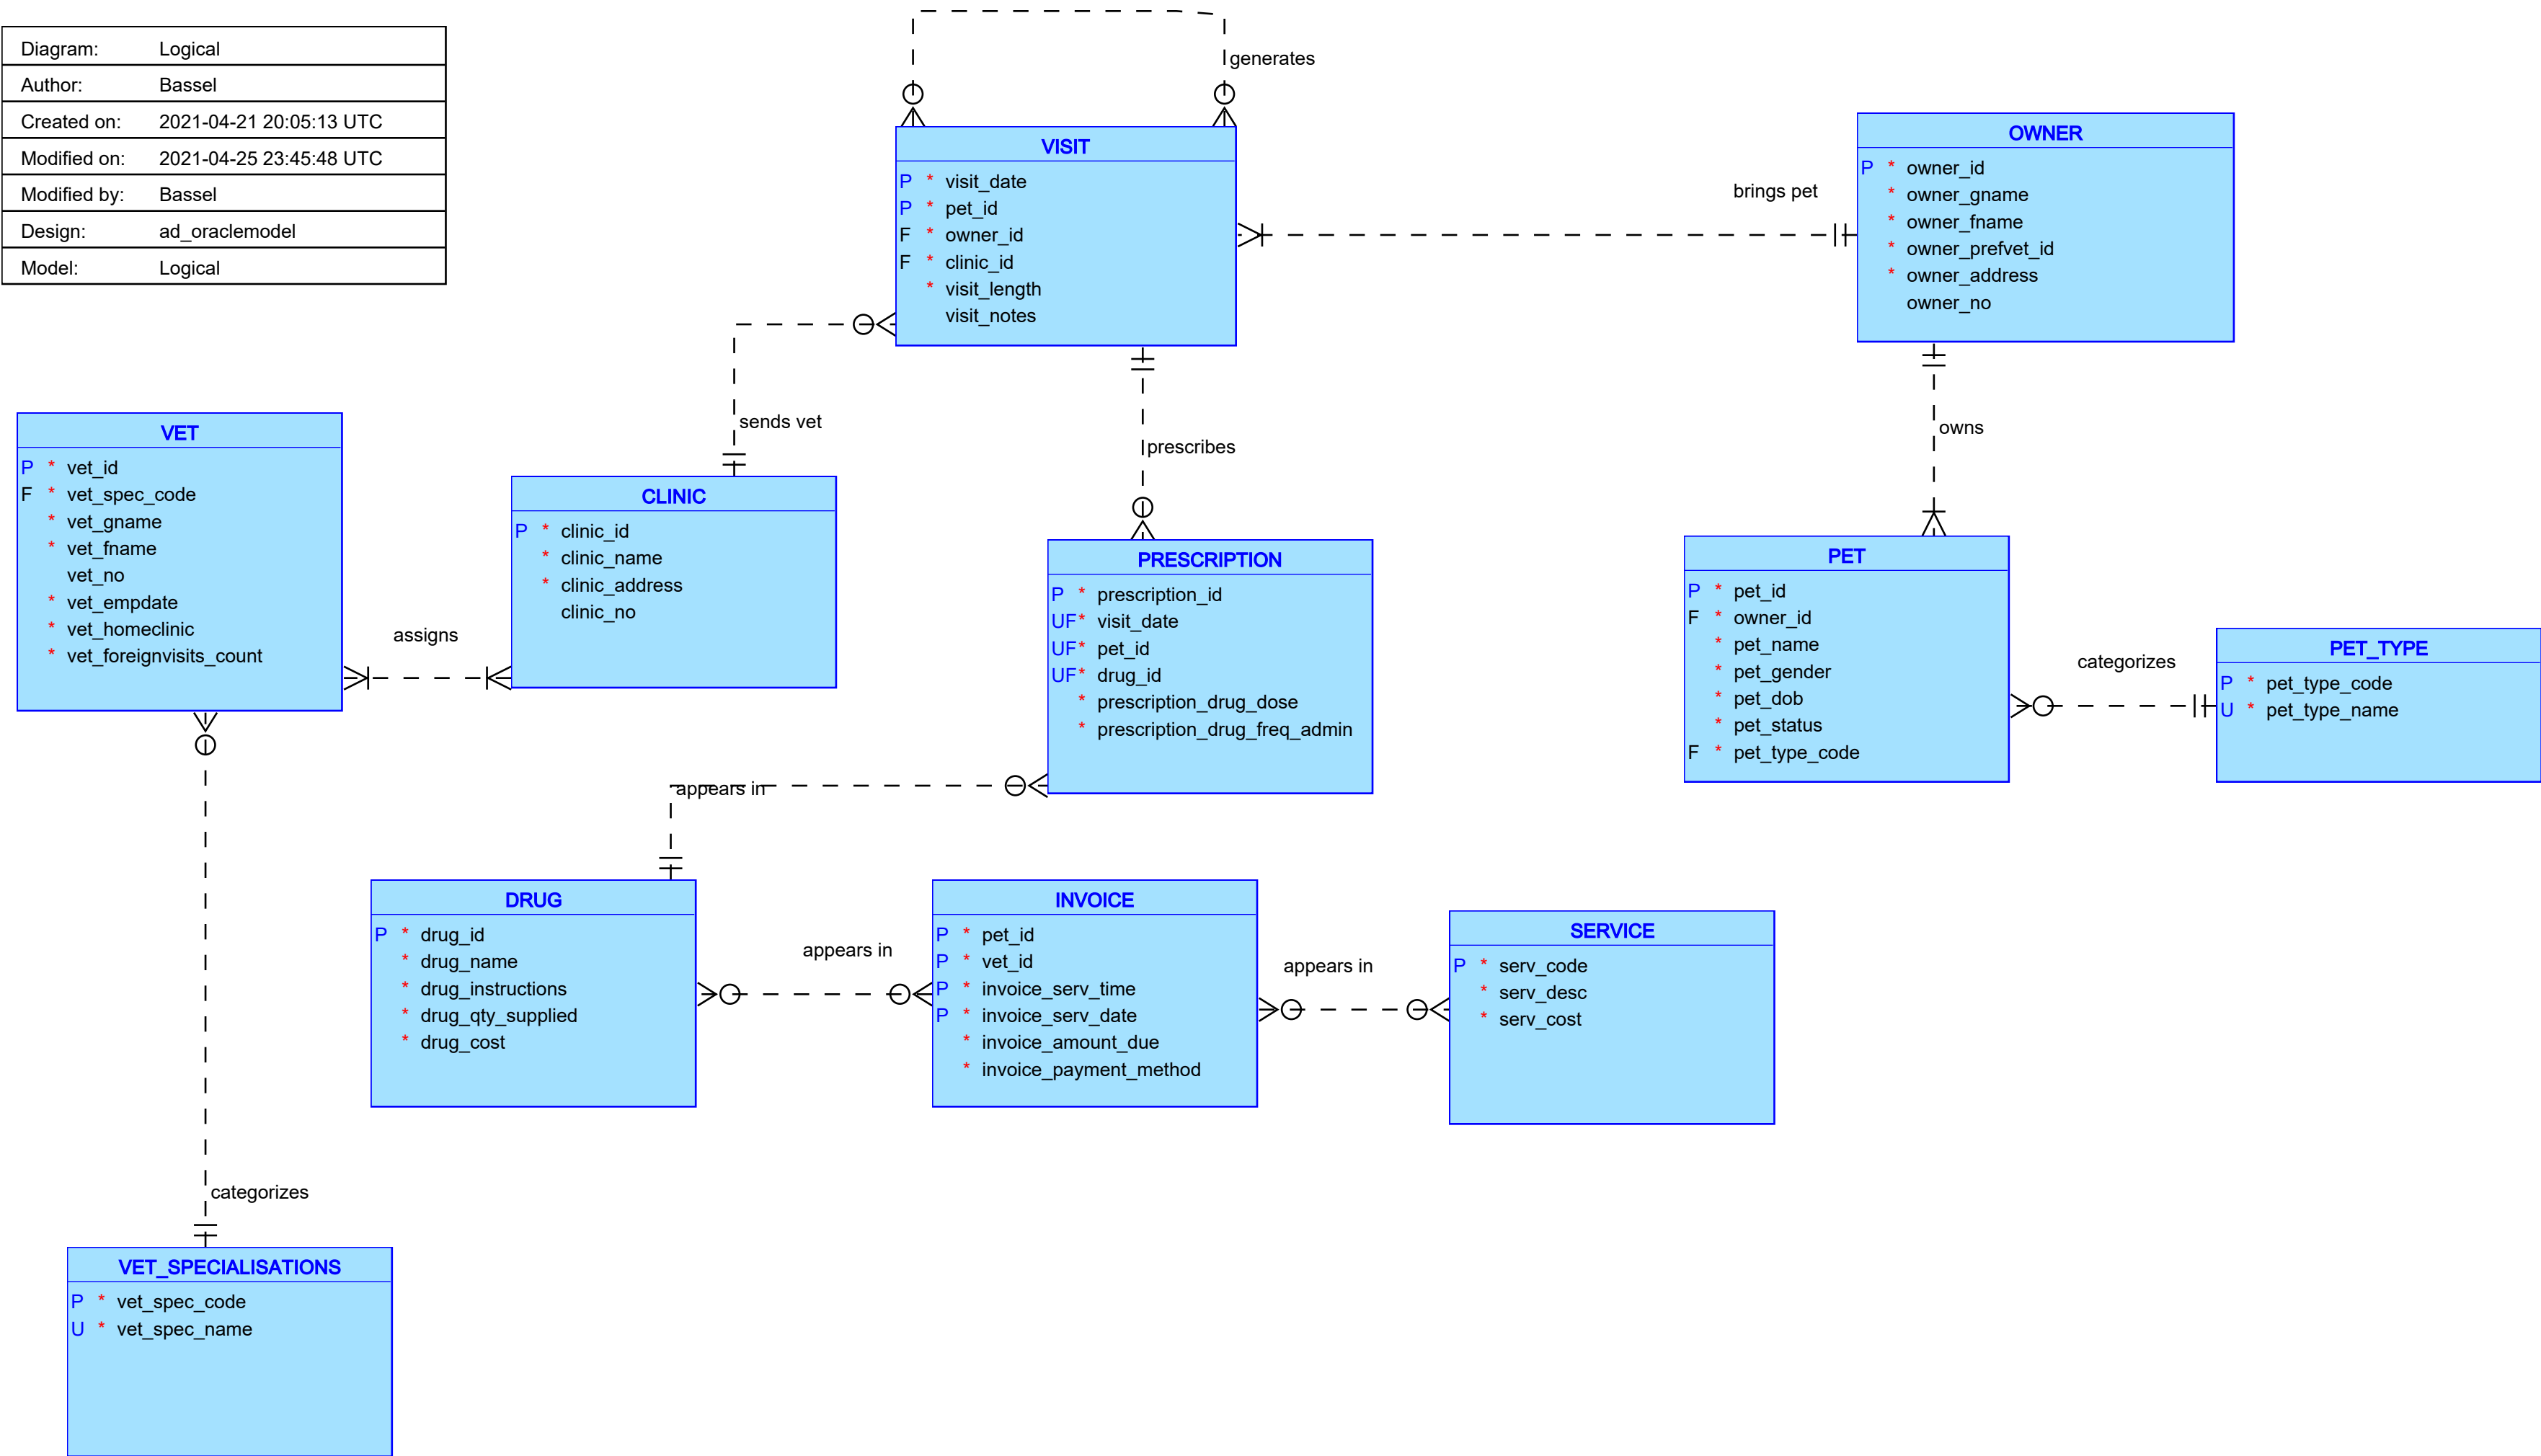 Diagram: Logical
Author: Bassel
Created on: 2021-04-21 20:05:13 UTC
Modified on: 2021-04-25 23:45:48 UTC
Modified by: Bassel
Design: ad_oraclemodel
Model: Logical
generates
VISIT
P * visit_date
P * pet_id
F * owner_id
F * clinic_id
* visit_length
visit_notes
brings pet
OWNER
P * owner_id
* owner_gname
* owner_fname
* owner_prefvet_id
* owner_address
owner_no
sends vet
prescribes
owns
VET
P * vet_id
F * vet_spec_code
* vet_gname
* vet_fname
vet_no
* vet_empdate
* vet_homeclinic
* vet_foreignvisits_count
assigns
CLINIC
P * clinic_id
* clinic_name
* clinic_address
clinic_no
PRESCRIPTION
P * prescription_id
UF* visit_date
UF* pet_id
UF* drug_id
* prescription_drug_dose
* prescription_drug_freq_admin
PET
P * pet_id
F * owner_id
* pet_name
* pet_gender
* pet_dob
* pet_status
F * pet_type_code
categorizes
PET_TYPE
P * pet_type_code
U * pet_type_name
appears in
DRUG
P * drug_id
* drug_name
* drug_instructions
* drug_qty_supplied
* drug_cost
appears in
INVOICE
P * pet_id
P * vet_id
P * invoice_serv_time
P * invoice_serv_date
* invoice_amount_due
* invoice_payment_method
appears in
SERVICE
P * serv_code
* serv_desc
* serv_cost
categorizes
VET_SPECIALISATIONS
P * vet_spec_code
U * vet_spec_name